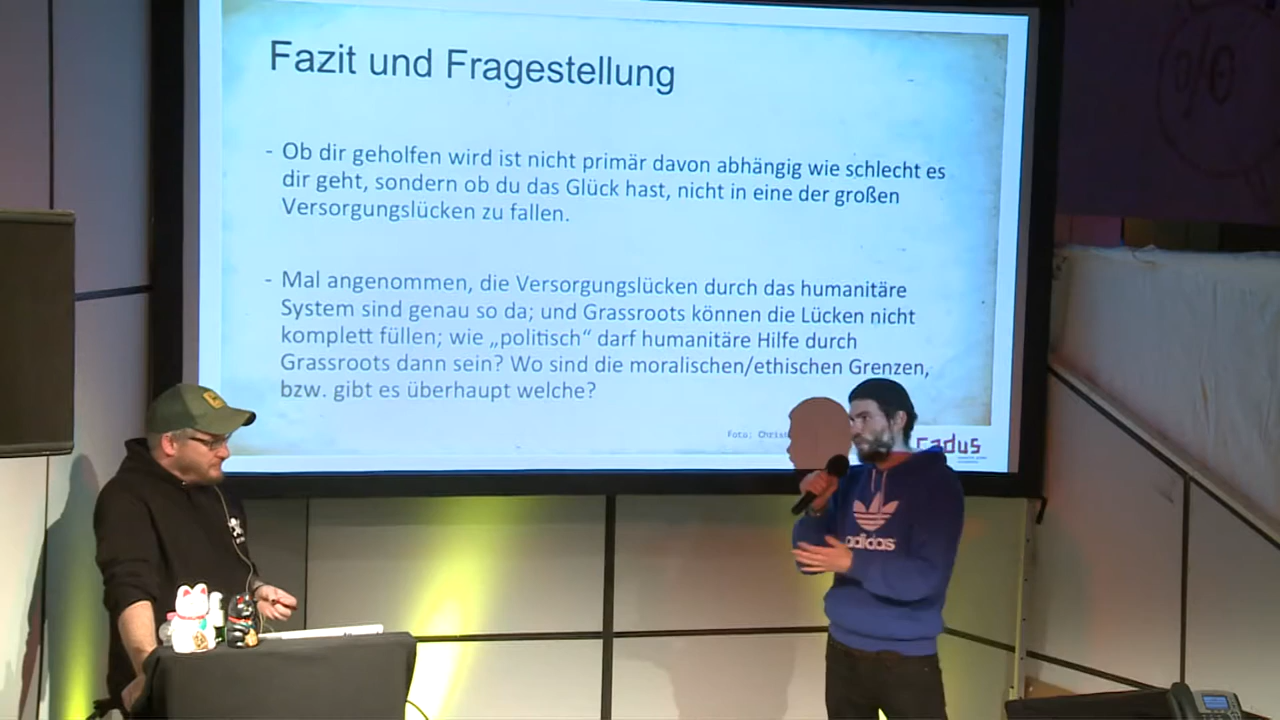 Fazit und Fragestellung
- Ob dir geholfen wird ist nicht primär davon abhängig wie schlecht es
dir geht, sondern ob du das Glück hast, nicht in eine der großen
Versorgungslücken zu fallen.
- Mal angenommen, die Versorgungslücken durch das humanitäre
System sind genau so da; und Grassroots können die Lücken nicht
komplett füllen; wie „politisch“ darf humanitäre Hilfe durch
Grassroots dann sein? Wo sind die moralischen/ethischen Grenzen,
bzw. gibt es überhaupt welche?
Foto:
cadus
adidas